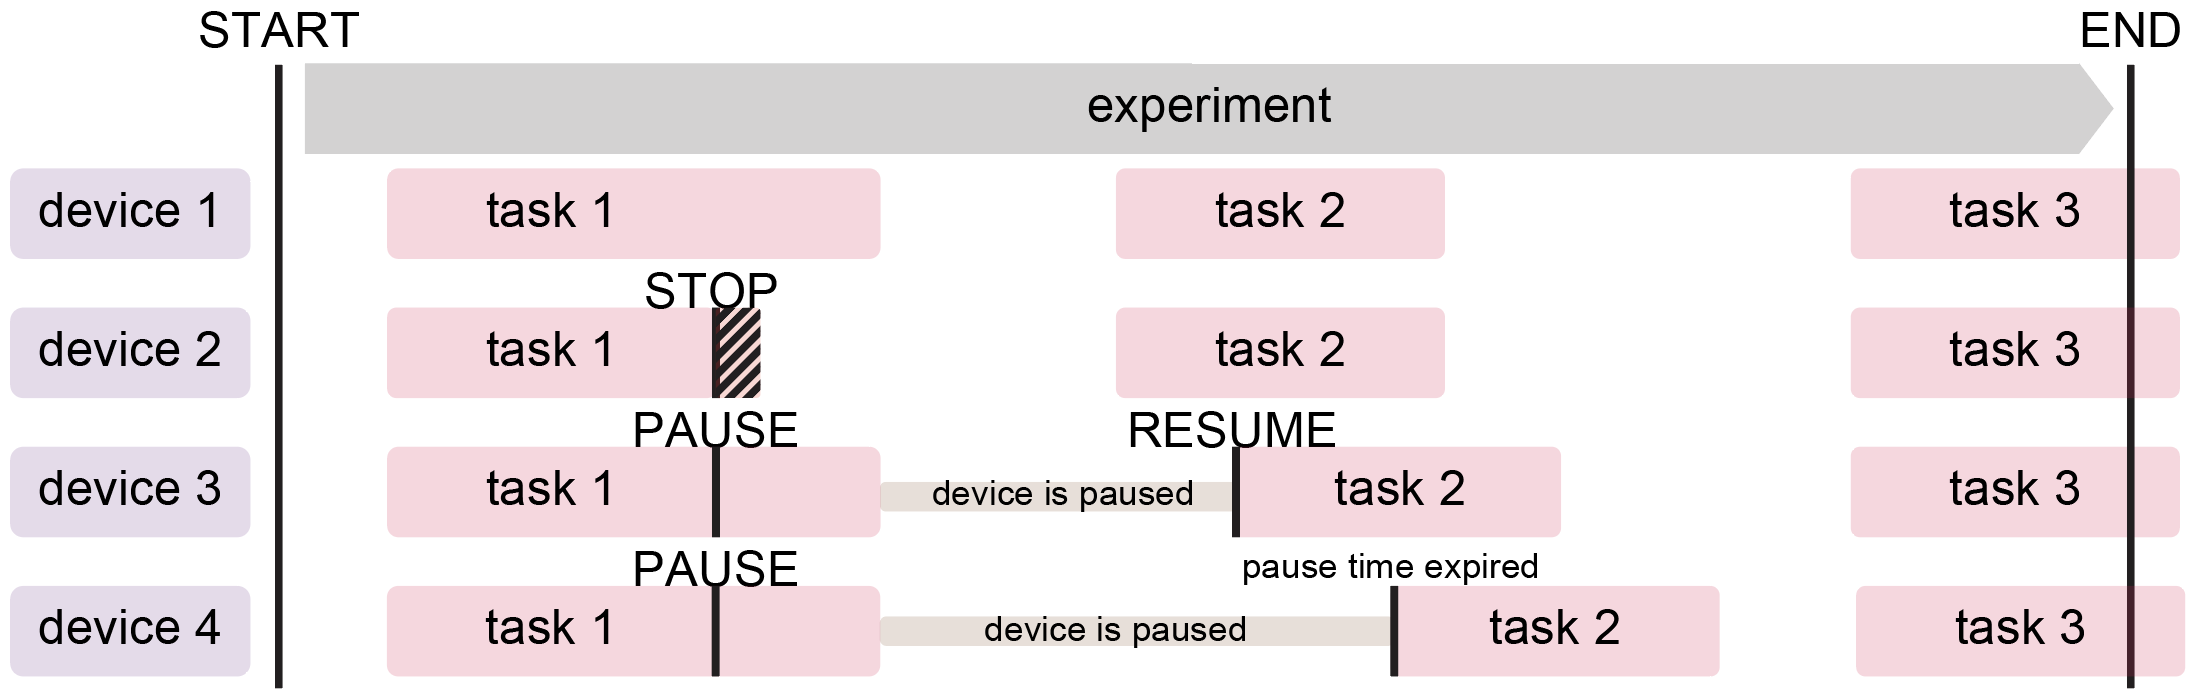 START
END
experiment
device 1
task 1
task 2
task 3
STOP
device 2
task 1
task 2
task 3
PAUSE
RESUME
device 3
task 1
device is paused
task 2
task 3
PAUSE
pause time expired
device 4
task 1
device is paused
task 2
task 3